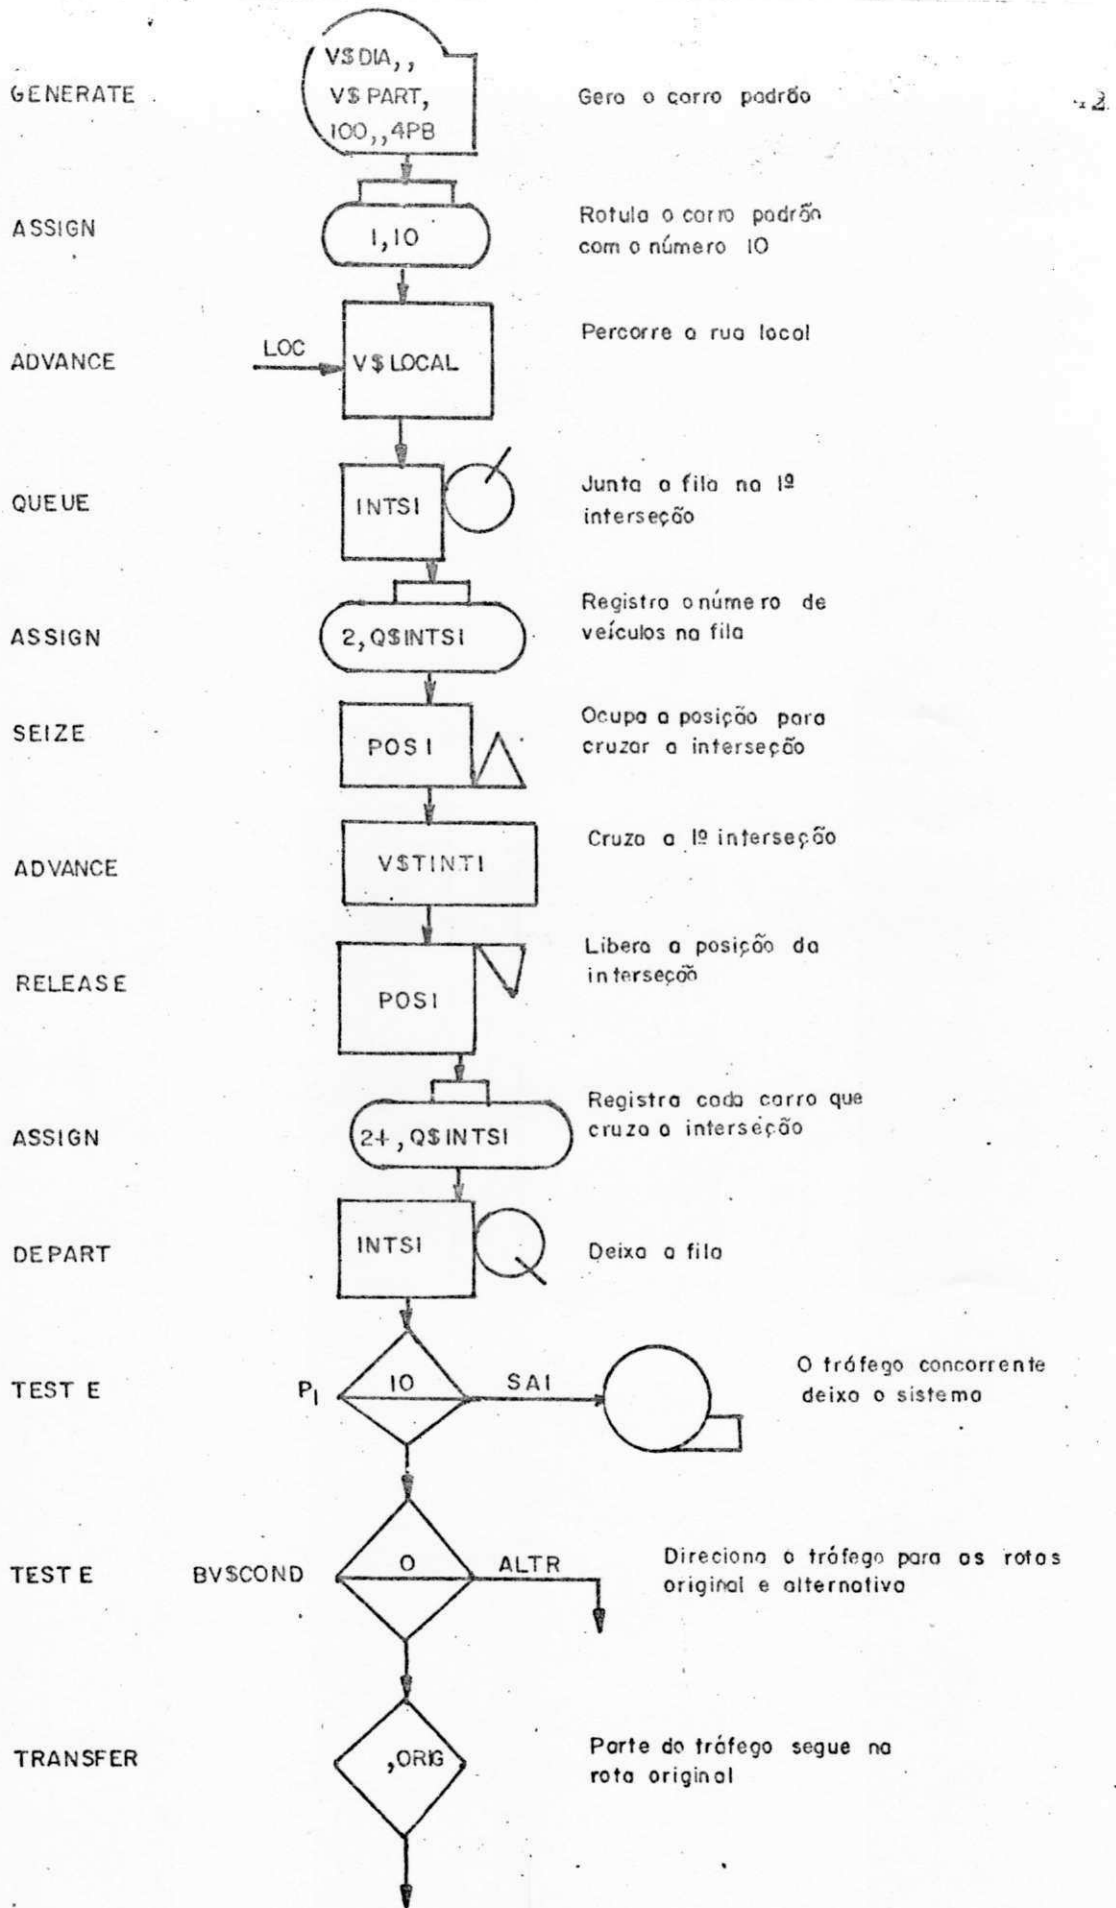 GENERATE
V$DIA,,
V$PART,
100,,4PB
Gera o carro padrão
ASSIGN
1,10
Rotula o carro padrão
com o número 10
ADVANCE
LOC
V$LOCAL
Percorre a rua local
QUEUE
INTS1
Junta a fila na 1ª
interseção
ASSIGN
2,Q$INTS1
Registra o número de
veículos na fila
SEIZE
POS1
Ocupa a posição para
cruzar a interseção
ADVANCE
V$TINT1
Cruza a 1ª interseção
RELEASE
POS1
Libera a posição da
interseção
ASSIGN
2+,Q$INTS1
Registra cada carro que
cruza a interseção
DEPART
INTS1
Deixa a fila
TEST E
P1
10
SAI
O tráfego concorrente
deixa o sistema
TEST E
BV$COND
0
ALTR
Direciona o tráfego para as rotas
original e alternativa
TRANSFER
,ORIG
Parte do tráfego segue na
rota original